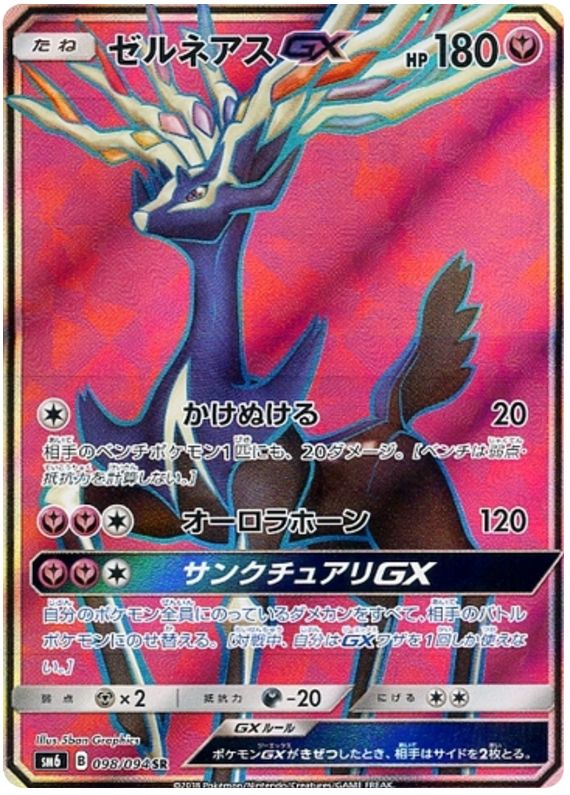 たね ゼルネアスGX HP180
かけぬける 20
相手のベンチポケモン1匹にも、20ダメージ。[ベンチは弱点・
抵抗力を計算しない。]
オーロラホーン 120
サンクチュアリGX
自分のポケモン全員にのっているダメカンをすべて、相手のバトル
ポケモンにのせ替える。[対戦中、自分はGXワザを1回しか使えな
い。]
弱点 ×2 抵抗力 -20 にげる
GXルール
ポケモンGXがきぜつしたとき、相手はサイドを2枚とる。
Illus. 5ban Graphics
SM6 B 098/094 SR
©2018 Pokémon/Nintendo/Creatures/GAME FREAK.